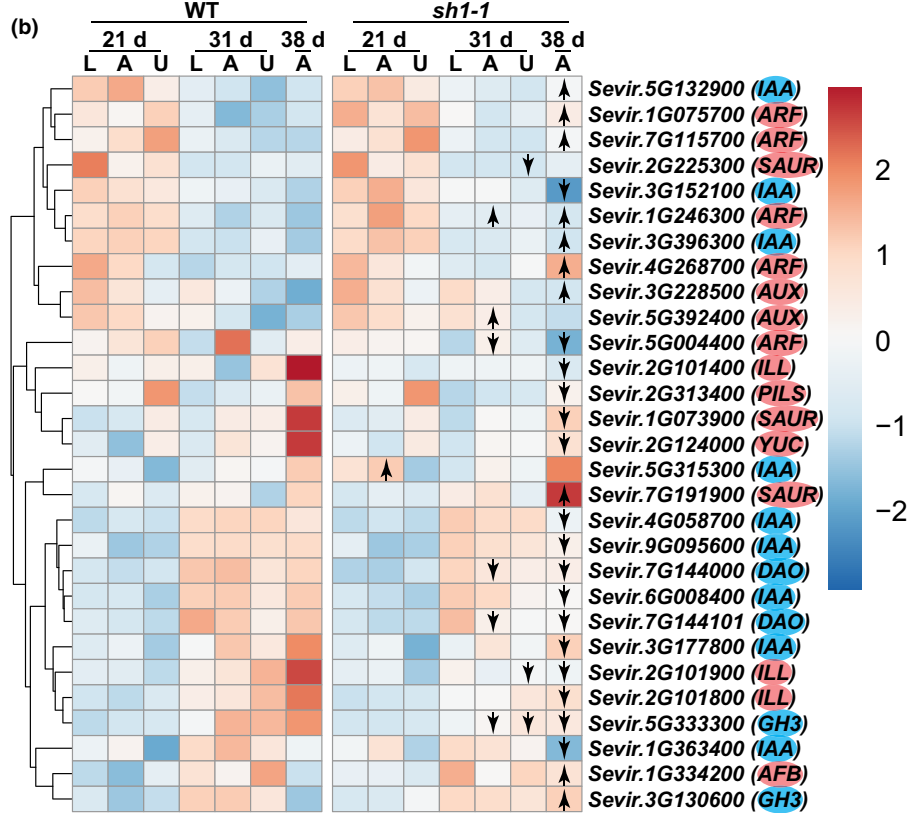 (b)
WT sh1-1
21 d 31 d 38 d 21 d 31 d 38 d
L A U L A U A L A U L A U A
Sevir.5G132900 (IAA)
Sevir.1G075700 (ARF)
Sevir.7G115700 (ARF)
Sevir.2G225300 (SAUR)
Sevir.3G152100 (IAA)
Sevir.1G246300 (ARF)
Sevir.3G396300 (IAA)
Sevir.4G268700 (ARF)
Sevir.3G228500 (AUX)
Sevir.5G392400 (AUX)
Sevir.5G004400 (ARF)
Sevir.2G101400 (ILL)
Sevir.2G313400 (PILS)
Sevir.1G073900 (SAUR)
Sevir.2G124000 (YUC)
Sevir.5G315300 (IAA)
Sevir.7G191900 (SAUR)
Sevir.4G058700 (IAA)
Sevir.9G095600 (IAA)
Sevir.7G144000 (DAO)
Sevir.6G008400 (IAA)
Sevir.7G144101 (DAO)
Sevir.3G177800 (IAA)
Sevir.2G101900 (ILL)
Sevir.2G101800 (ILL)
Sevir.5G333300 (GH3)
Sevir.1G363400 (IAA)
Sevir.1G334200 (AFB)
Sevir.3G130600 (GH3)
2
1
0
−1
−2